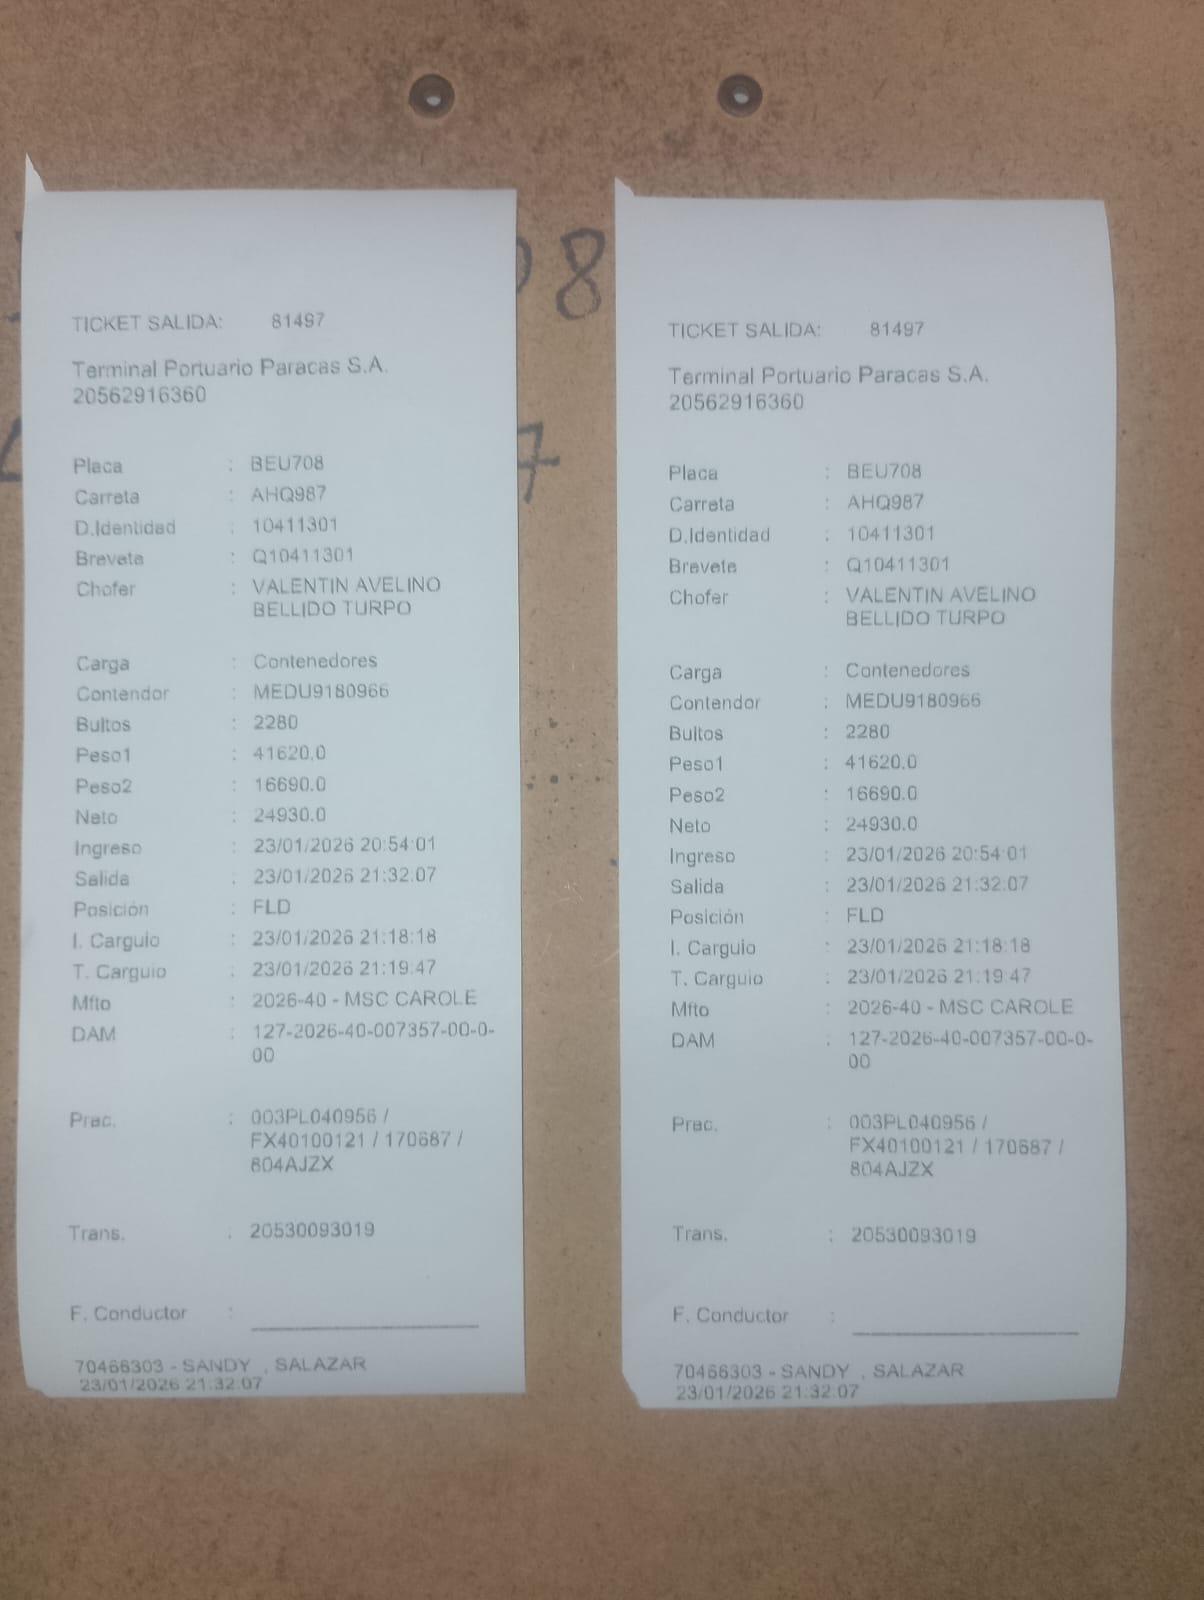 TICKET SALIDA: 81497
Terminal Portuario Paracas S.A.
20562916360
Placa : BEU708
Carreta : AHQ987
D.Identidad : 10411301
Brevete : Q10411301
Chofer : VALENTIN AVELINO
BELLIDO TURPO
Carga : Contenedores
Contendor : MEDU9180966
Bultos : 2280
Peso1 : 41620.0
Peso2 : 16690.0
Neto : 24930.0
Ingreso : 23/01/2026 20:54:01
Salida : 23/01/2026 21:32:07
Posición : FLD
I. Carguio : 23/01/2026 21:18:18
T. Carguio : 23/01/2026 21:19:47
Mfto : 2026-40 - MSC CAROLE
DAM : 127-2026-40-007357-00-0-
00
Prec. : 003PL040956 /
FX40100121 / 170687 /
804AJZX
Trans. : 20530093019
F. Conductor :
70466303 - SANDY , SALAZAR
23/01/2026 21:32:07
TICKET SALIDA: 81497
Terminal Portuario Paracas S.A.
20562916360
Placa : BEU708
Carreta : AHQ987
D.Identidad : 10411301
Brevete : Q10411301
Chofer : VALENTIN AVELINO
BELLIDO TURPO
Carga : Contenedores
Contendor : MEDU9180966
Bultos : 2280
Peso1 : 41620.0
Peso2 : 16690.0
Neto : 24930.0
Ingreso : 23/01/2026 20:54:01
Salida : 23/01/2026 21:32:07
Posición : FLD
I. Carguio : 23/01/2026 21:18:18
T. Carguio : 23/01/2026 21:19:47
Mfto : 2026-40 - MSC CAROLE
DAM : 127-2026-40-007357-00-0-
00
Prec. : 003PL040956 /
FX40100121 / 170687 /
804AJZX
Trans. : 20530093019
F. Conductor :
70466303 - SANDY , SALAZAR
23/01/2026 21:32:07
8
7